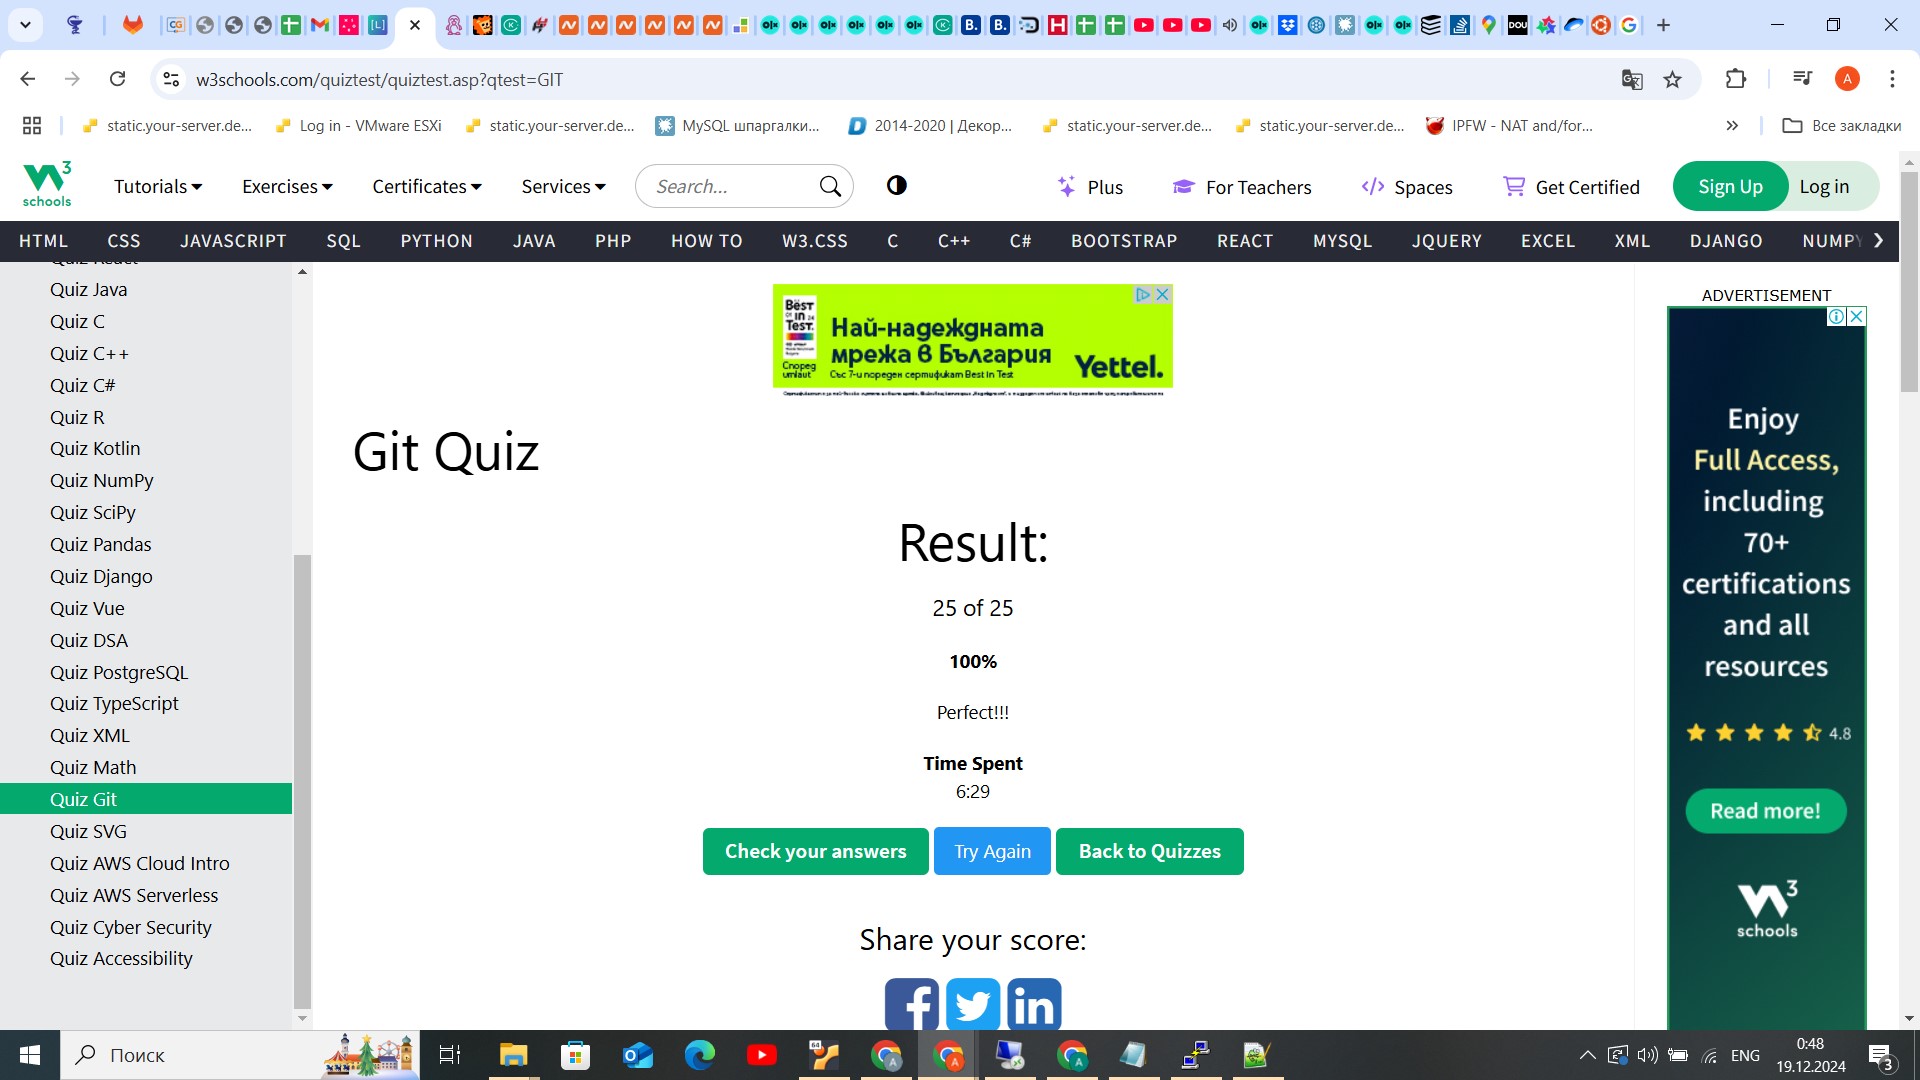 w3schools.com/quiztest/quiztest.asp?qtest=GIT
A
static.your-server.de...
Log in - VMware ESXi
static.your-server.de...
MySQL шпаргалки...
2014-2020 | Декор...
static.your-server.de...
static.your-server.de...
IPFW - NAT and/for...
»
Все закладки
3
schools
Tutorials
Exercises
Certificates
Services
Search...
Plus
For Teachers
Spaces
Get Certified
Sign Up
Log in
HTML
CSS
JAVASCRIPT
SQL
PYTHON
JAVA
PHP
HOW TO
W3.CSS
C
C++
C#
BOOTSTRAP
REACT
MYSQL
JQUERY
EXCEL
XML
DJANGO
NUMPY
Quiz React
Quiz Java
Quiz C
Quiz C++
Quiz C#
Quiz R
Quiz Kotlin
Quiz NumPy
Quiz SciPy
Quiz Pandas
Quiz Django
Quiz Vue
Quiz DSA
Quiz PostgreSQL
Quiz TypeScript
Quiz XML
Quiz Math
Quiz Git
Quiz SVG
Quiz AWS Cloud Intro
Quiz AWS Serverless
Quiz Cyber Security
Quiz Accessibility
Best
in
Test.
Според
umlaut
Най-надеждната
мрежа в България
Със 7-и пореден сертификат Best in Test
Yettel.
Git Quiz
Result:
25 of 25
100%
Perfect!!!
Time Spent
6:29
Check your answers
Try Again
Back to Quizzes
Share your score:
ADVERTISEMENT
Enjoy
Full Access,
including
70+
certifications
and all
resources
4.8
Read more!
3
schools
Поиск
ENG
0:48
19.12.2024
3